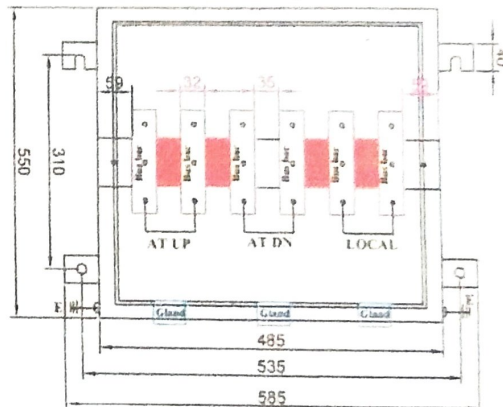 59
32
35
550
310
Bus bar
Bus bar
Bus bar
Bus bar
Bus bar
Bus bar
AT UP
AT DN
LOCAL
E
E
Gland
Gland
Gland
485
535
585